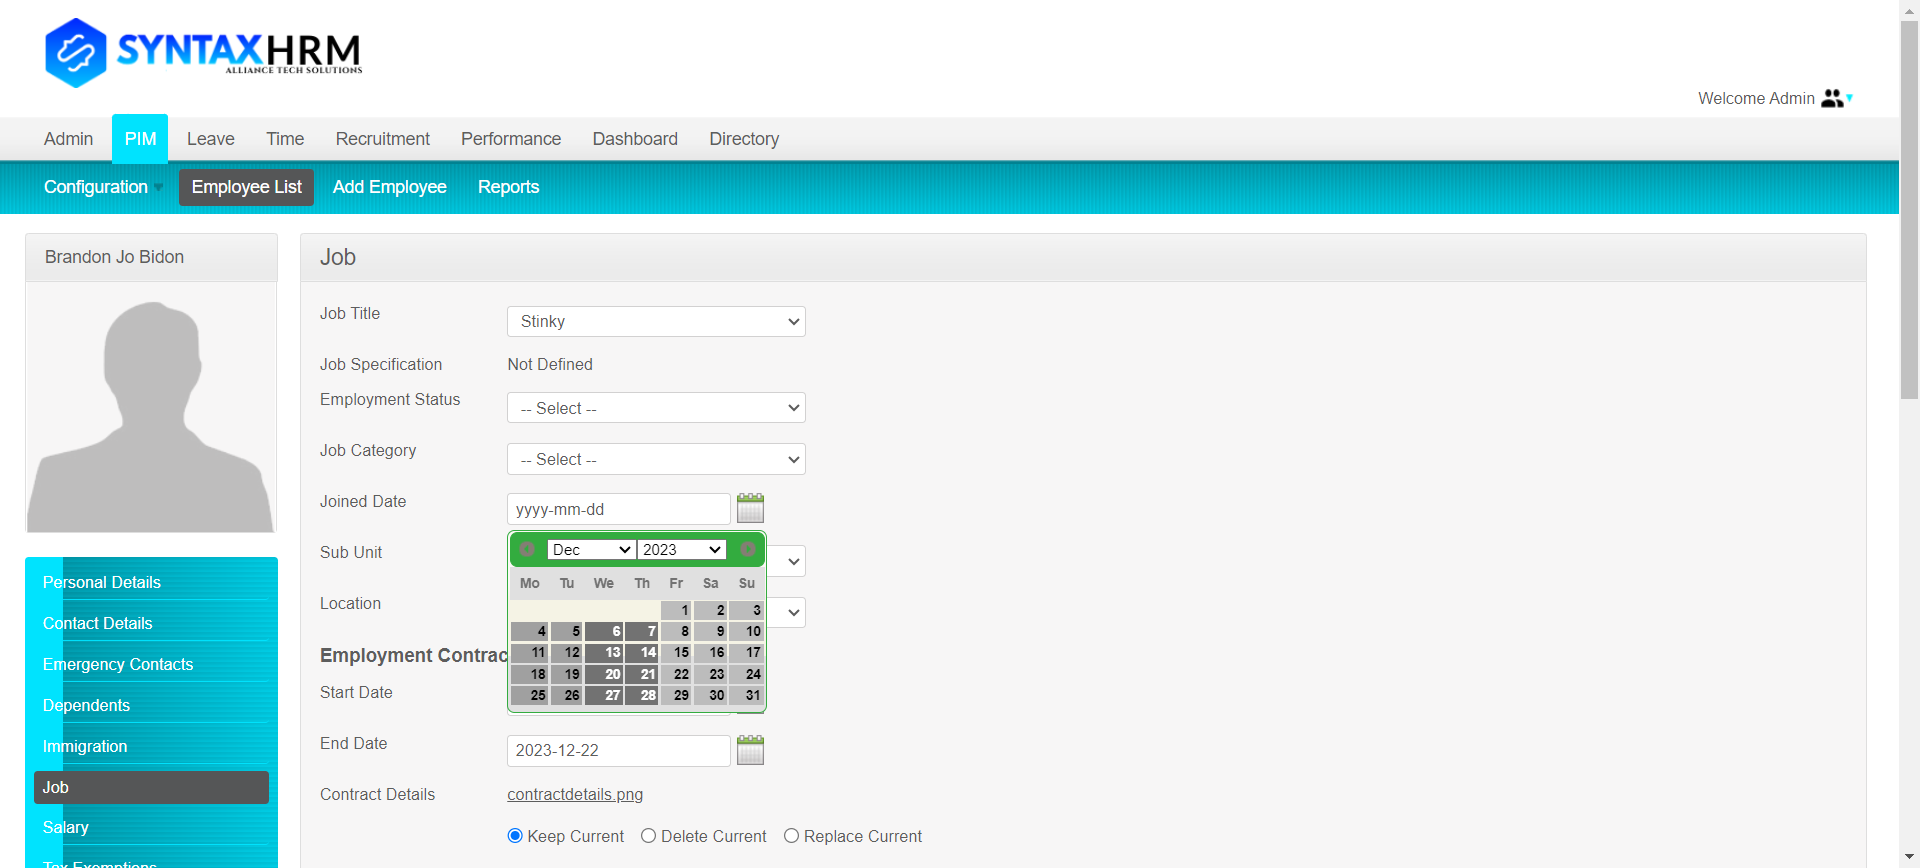 SYNTAXHRM
ALLIANCE TECH SOLUTIONS
Welcome Admin
Admin PIM Leave Time Recruitment Performance Dashboard Directory
Configuration Employee List Add Employee Reports
Brandon Jo Bidon
Job
Job Title Stinky
Job Specification Not Defined
Employment Status -- Select --
Job Category -- Select --
Joined Date yyyy-mm-dd
Sub Unit
Dec 2023
Mo Tu We Th Fr Sa Su
1 2 3
4 5 6 7 8 9 10
11 12 13 14 15 16 17
18 19 20 21 22 23 24
25 26 27 28 29 30 31
Location
Employment Contrac
Start Date
End Date 2023-12-22
Contract Details contractdetails.png
Keep Current Delete Current Replace Current
Personal Details
Contact Details
Emergency Contacts
Dependents
Immigration
Job
Salary
Tax Exemptions